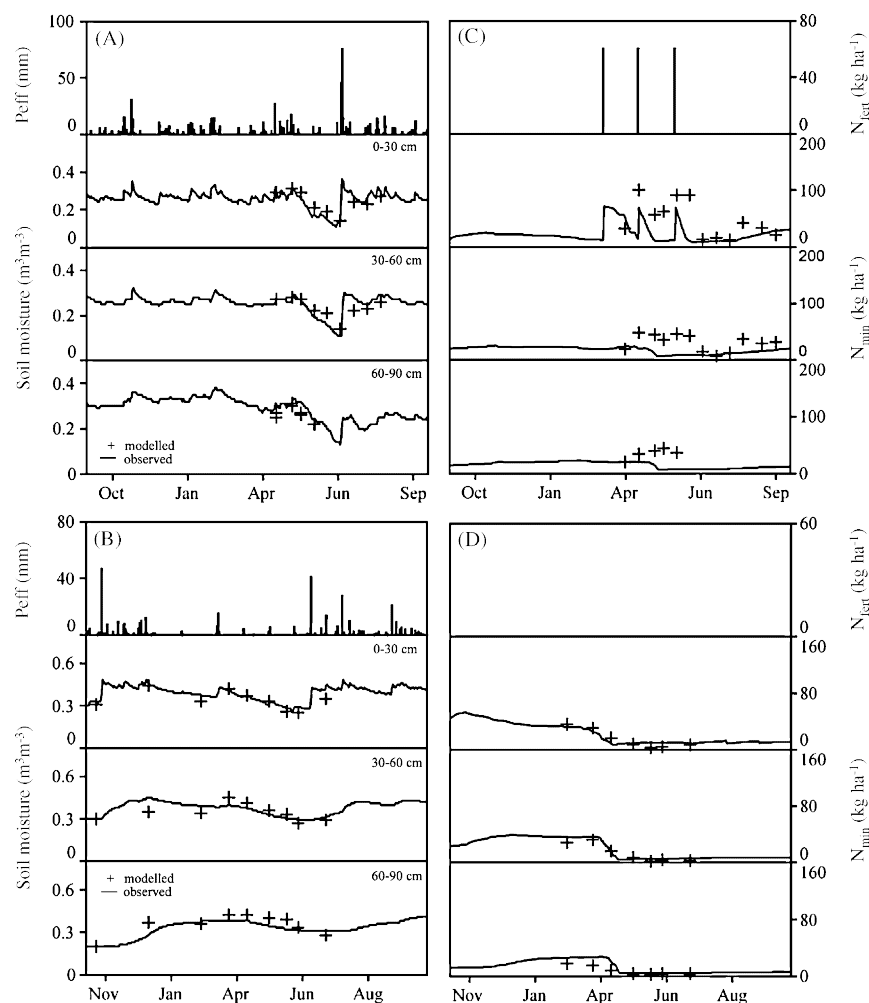 (A)
Peff (mm)
100
50
0
0-30 cm
0.4
0.2
0
30-60 cm
Soil moisture (m³m⁻³)
0.4
0.2
0
60-90 cm
0.4
0.2
0
+ modelled
— observed
Oct Jan Apr Jun Sep
(C)
80
40
0
N_fert (kg ha⁻¹)
200
100
0
200
100
0
N_min (kg ha⁻¹)
200
100
0
Oct Jan Apr Jun Sep
(B)
Peff (mm)
80
40
0
0-30 cm
0.6
0.3
0
30-60 cm
Soil moisture (m³m⁻³)
0.6
0.3
0
60-90 cm
+ modelled
— observed
0.6
0.3
0
Nov Jan Apr Jun Aug
(D)
60
0
N_fert (kg ha⁻¹)
160
80
0
160
80
0
N_min (kg ha⁻¹)
160
80
0
Nov Jan Apr Jun Aug